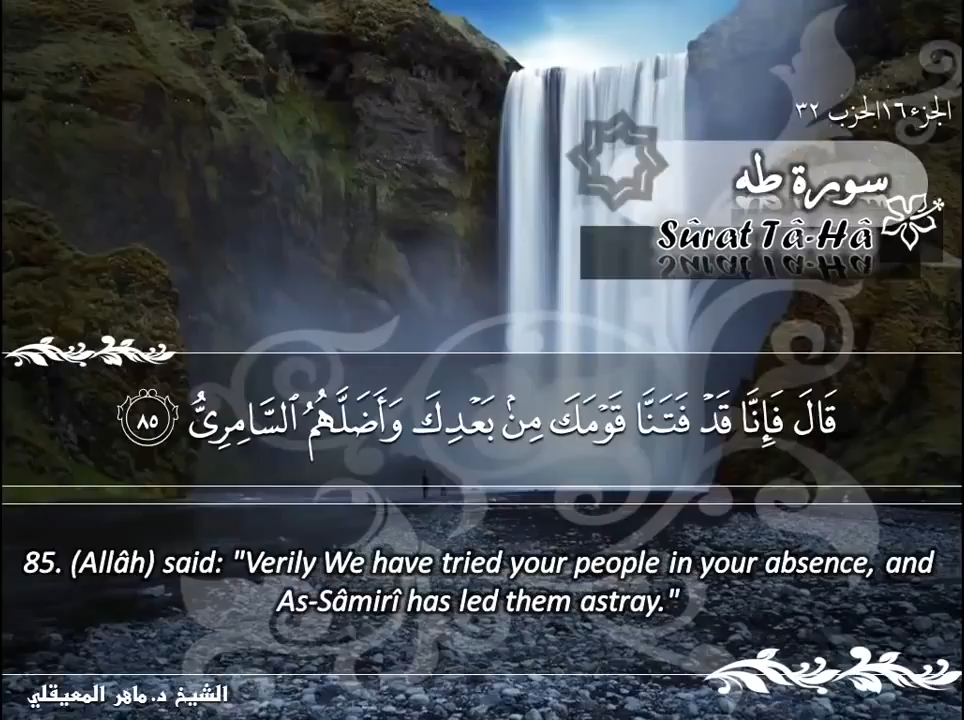 الجزء ١٦ الحزب ٣٢
سورة طه
Sûrat Tâ-Hâ
قَالَ فَإِنَّا قَدۡ فَتَنَّا قَوۡمَكَ مِنۢ بَعۡدِكَ وَأَضَلَّهُمُ ٱلسَّامِرِىُّ ٨٥
85. (Allâh) said: "Verily We have tried your people in your absence, and
As-Sâmirî has led them astray."
الشيخ د. ماهر المعيقلي